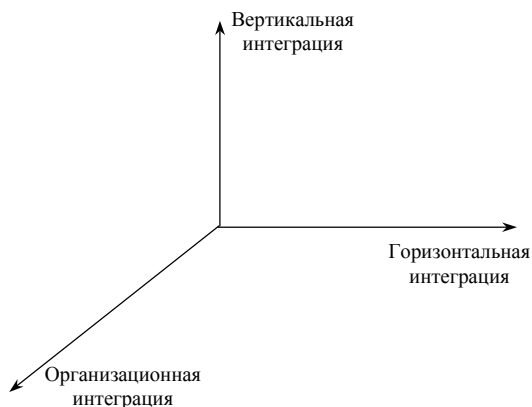 Вертикальная
интеграция
Горизонтальная
интеграция
Организационная
интеграция